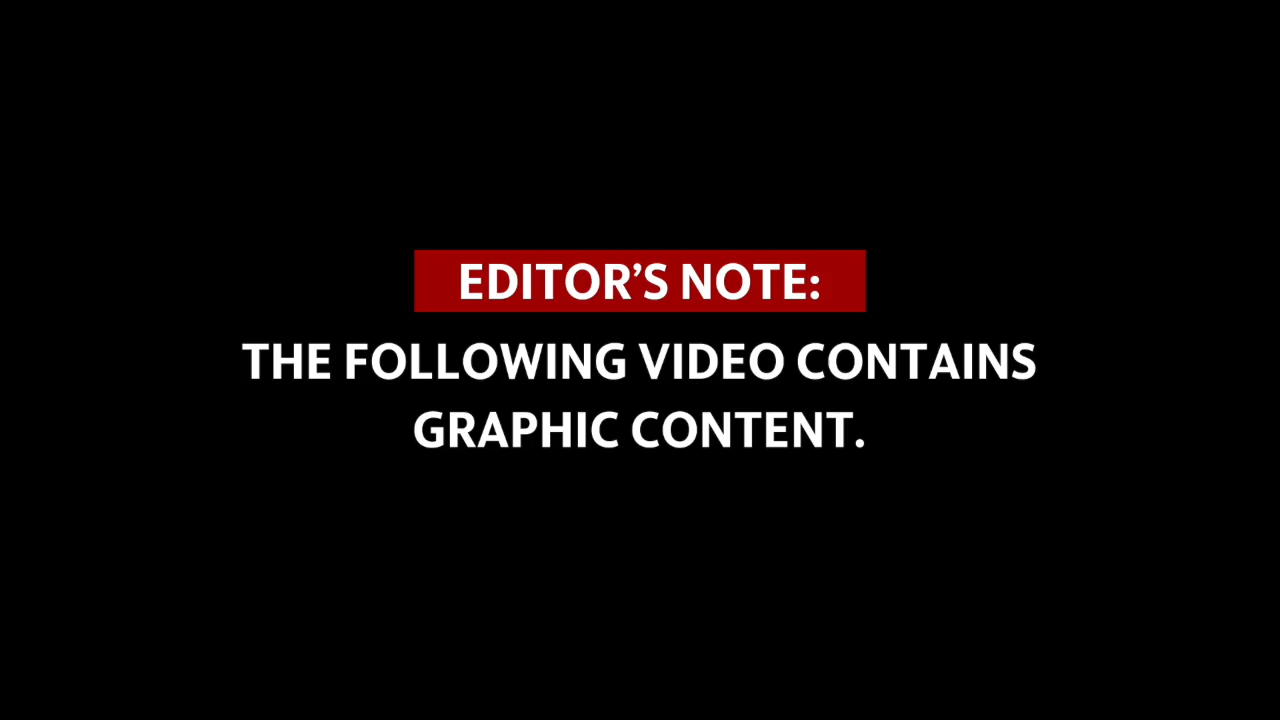 EDITOR’S NOTE:
THE FOLLOWING VIDEO CONTAINS
GRAPHIC CONTENT.